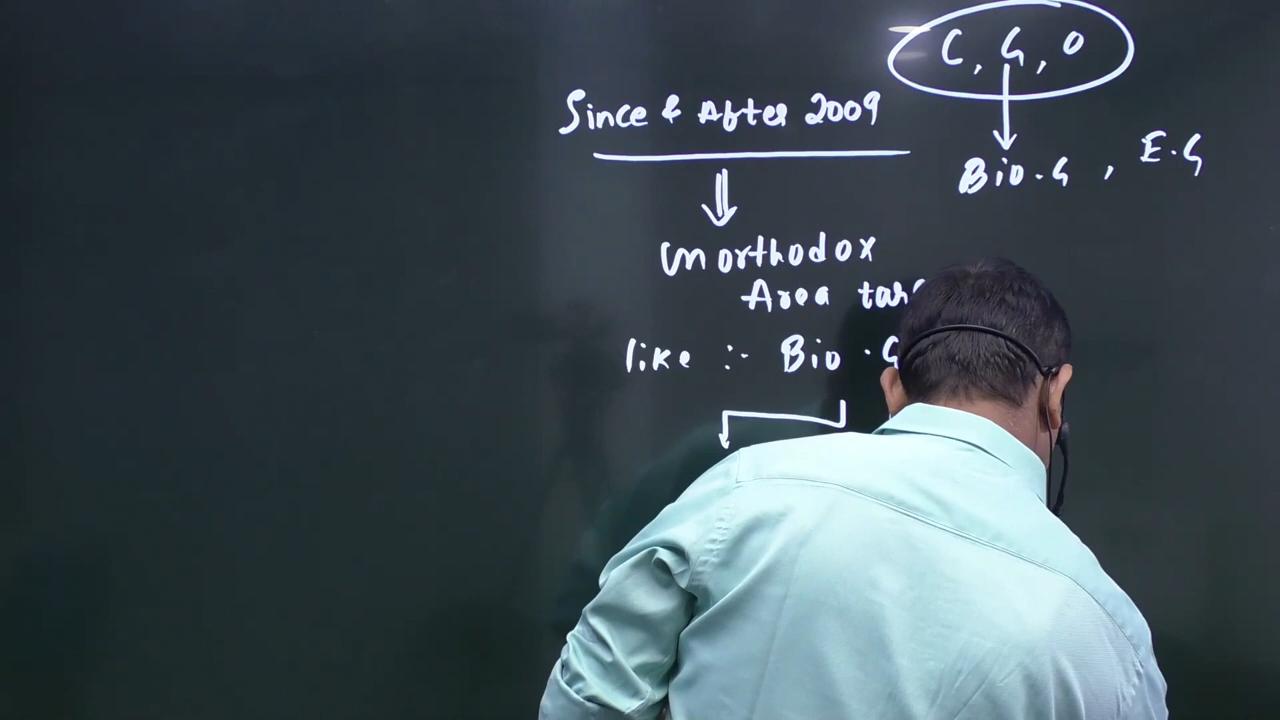 C, G, O
Since & After 2009
Bio.G, E.G
Unorthodox
Area
like :- Bio.G